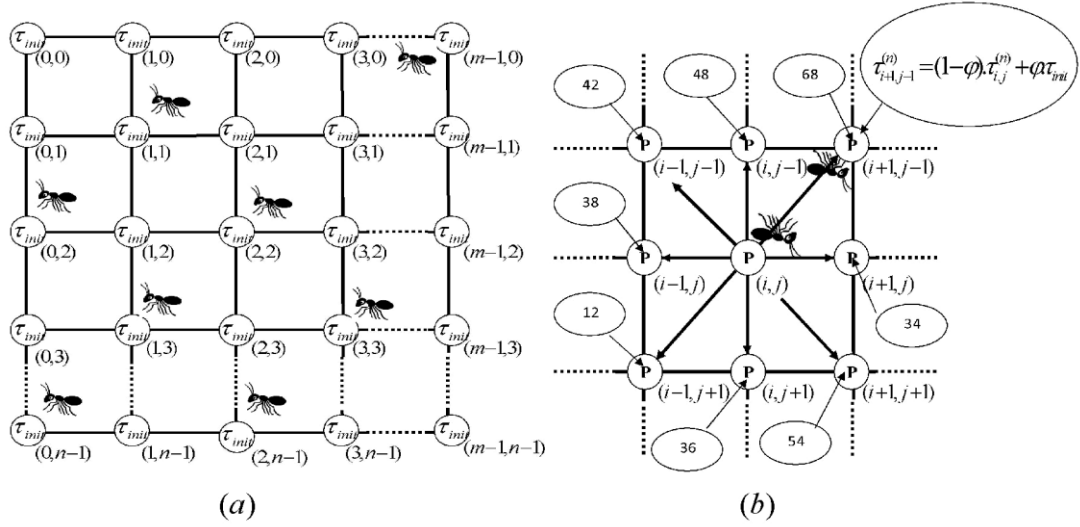 τinit τinit τinit τinit τinit
(0,0) (1,0) (2,0) (3,0) (m−1,0)
τinit τinit τinit τinit τinit
(0,1) (1,1) (2,1) (3,1) (m−1,1)
τinit τinit τinit τinit τinit
(0,2) (1,2) (2,2) (3,2) (m−1,2)
τinit τinit τinit τinit τinit
(0,3) (1,3) (2,3) (3,3) (m−1,3)
τinit τinit τinit τinit τinit
(0,n−1) (1,n−1) (2,n−1) (3,n−1) (m−1,n−1)
(a)
τ(n)i+1,j−1=(1−φ).τ(n)i,j+φτinit
42 48 68
P P P
(i−1, j−1) (i, j−1) (i+1, j−1)
38
P P P
(i−1, j) (i, j) (i+1, j)
12 34
P P P
(i−1, j+1) (i, j+1) (i+1, j+1)
36 54
(b)